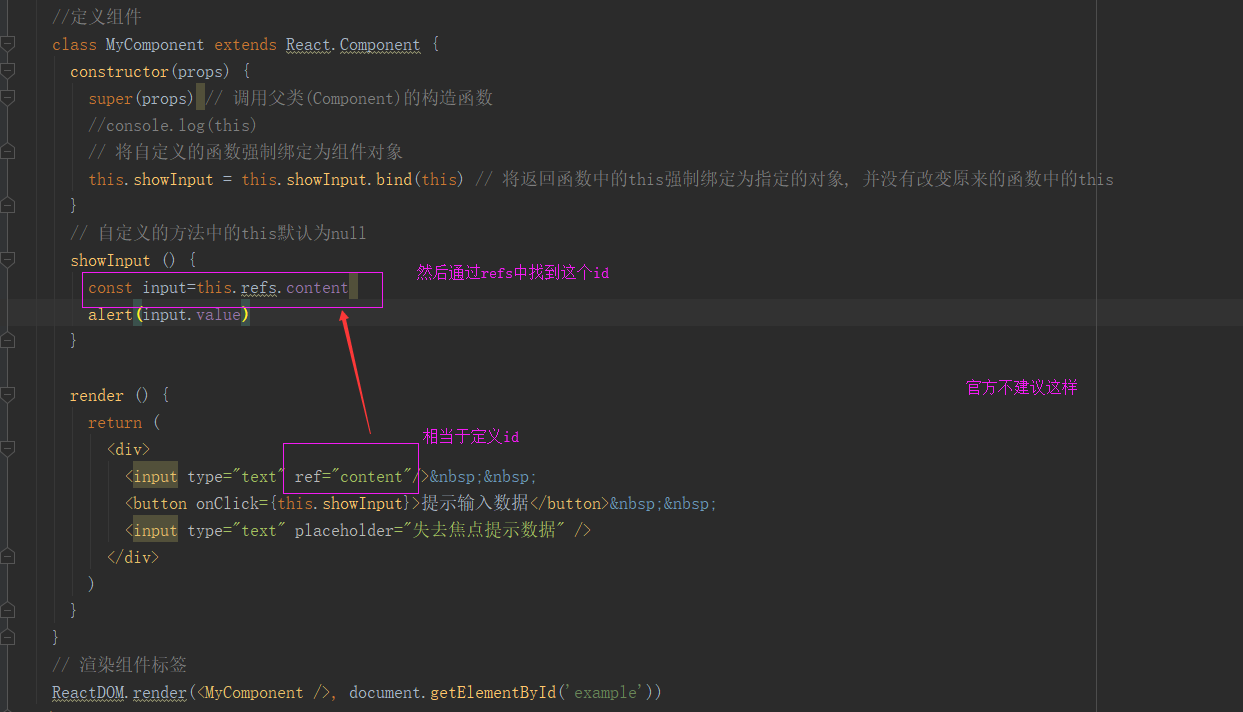 //定义组件
class MyComponent extends React.Component {
constructor(props) {
super(props) // 调用父类(Component)的构造函数
//console.log(this)
// 将自定义的函数强制绑定为组件对象
this.showInput = this.showInput.bind(this) // 将返回函数中的this强制绑定为指定的对象, 并没有改变原来的函数中的this
}
// 自定义的方法中的this默认为null
showInput () {
然后通过refs中找到这个id
const input=this.refs.content
alert(input.value)
}
官方不建议这样
render () {
return (
相当于定义id
<div>
<input type="text" ref="content"/>&nbsp;&nbsp;
<button onClick={this.showInput}>提示输入数据</button>&nbsp;&nbsp;
<input type="text" placeholder="失去焦点提示数据" />
</div>
)
}
}
// 渲染组件标签
ReactDOM.render(<MyComponent />, document.getElementById('example'))